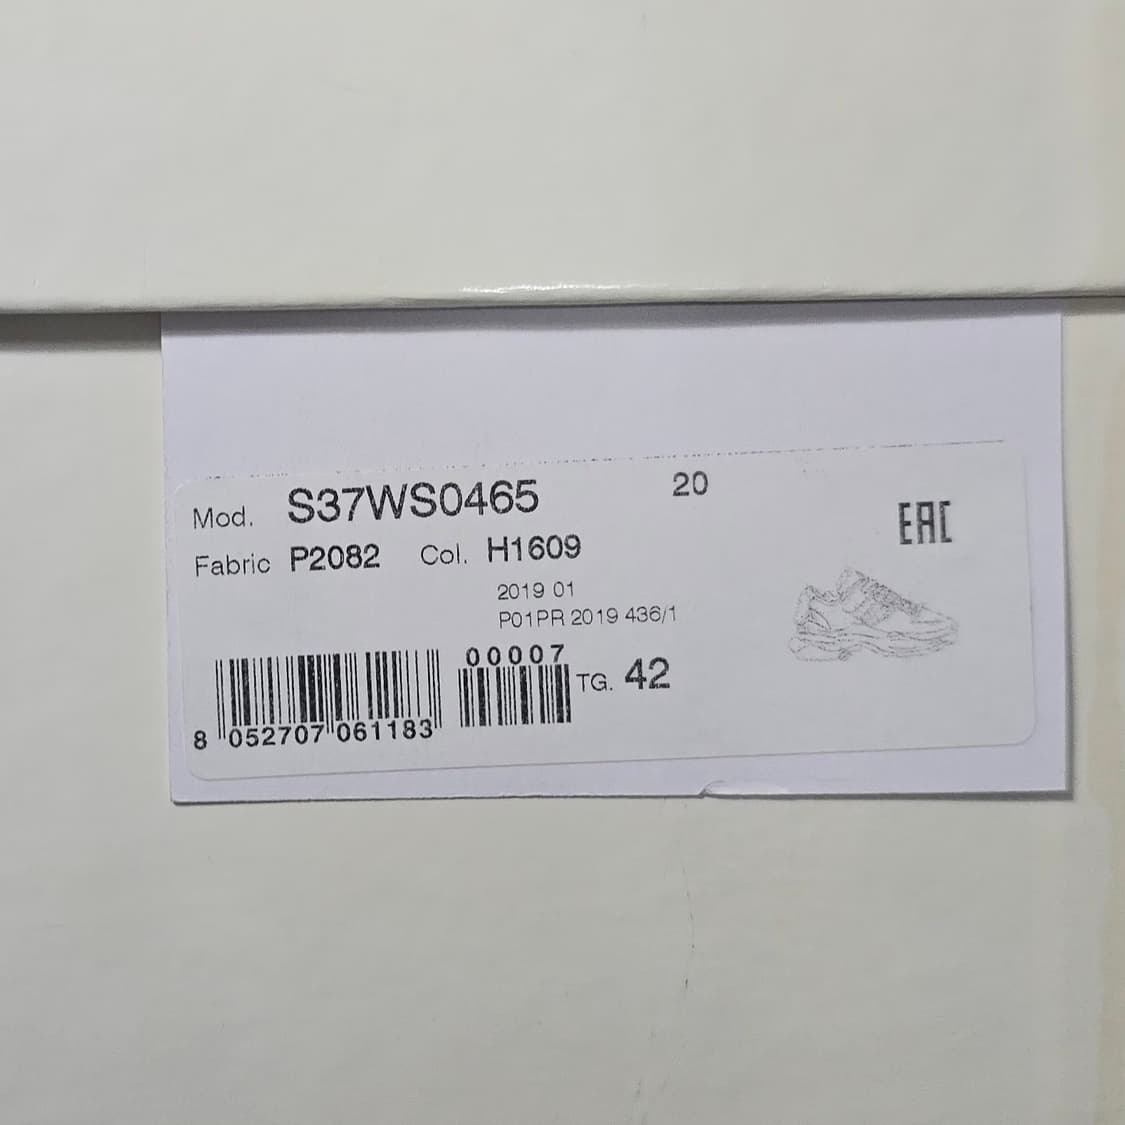 Mod. S37WS0465 20
EAC
Fabric P2082 Col. H1609
2019 01
P01PR 2019 436/1
00007
TG. 42
8 052707 061183